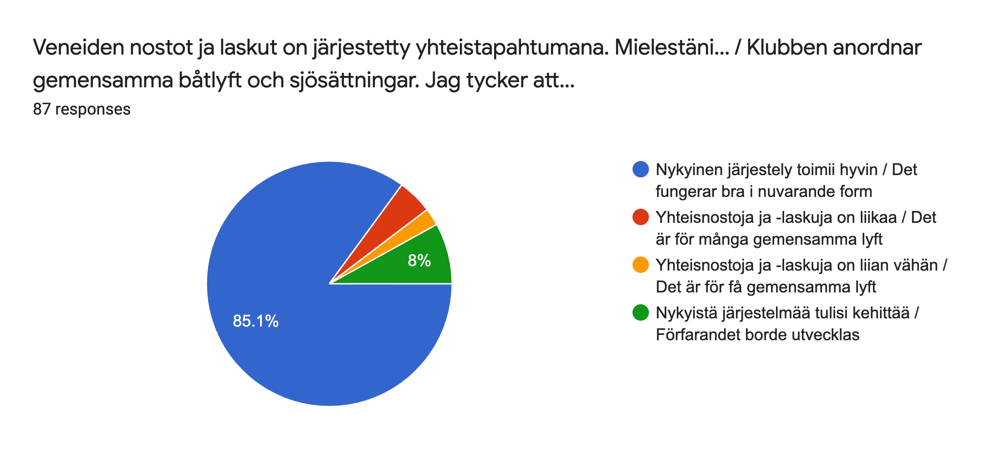 Veneiden nostot ja laskut on järjestetty yhteistapahtumana. Mielestäni... / Klubben anordnar
gemensamma båtlyft och sjösättningar. Jag tycker att...
87 responses
Nykyinen järjestely toimii hyvin / Det
fungerar bra i nuvarande form
Yhteisnostoja ja -laskuja on liikaa / Det
är för många gemensamma lyft
Yhteisnostoja ja -laskuja on liian vähän /
Det är för få gemensamma lyft
Nykyistä järjestelmää tulisi kehittää /
Förfarandet borde utvecklas
8%
85.1%